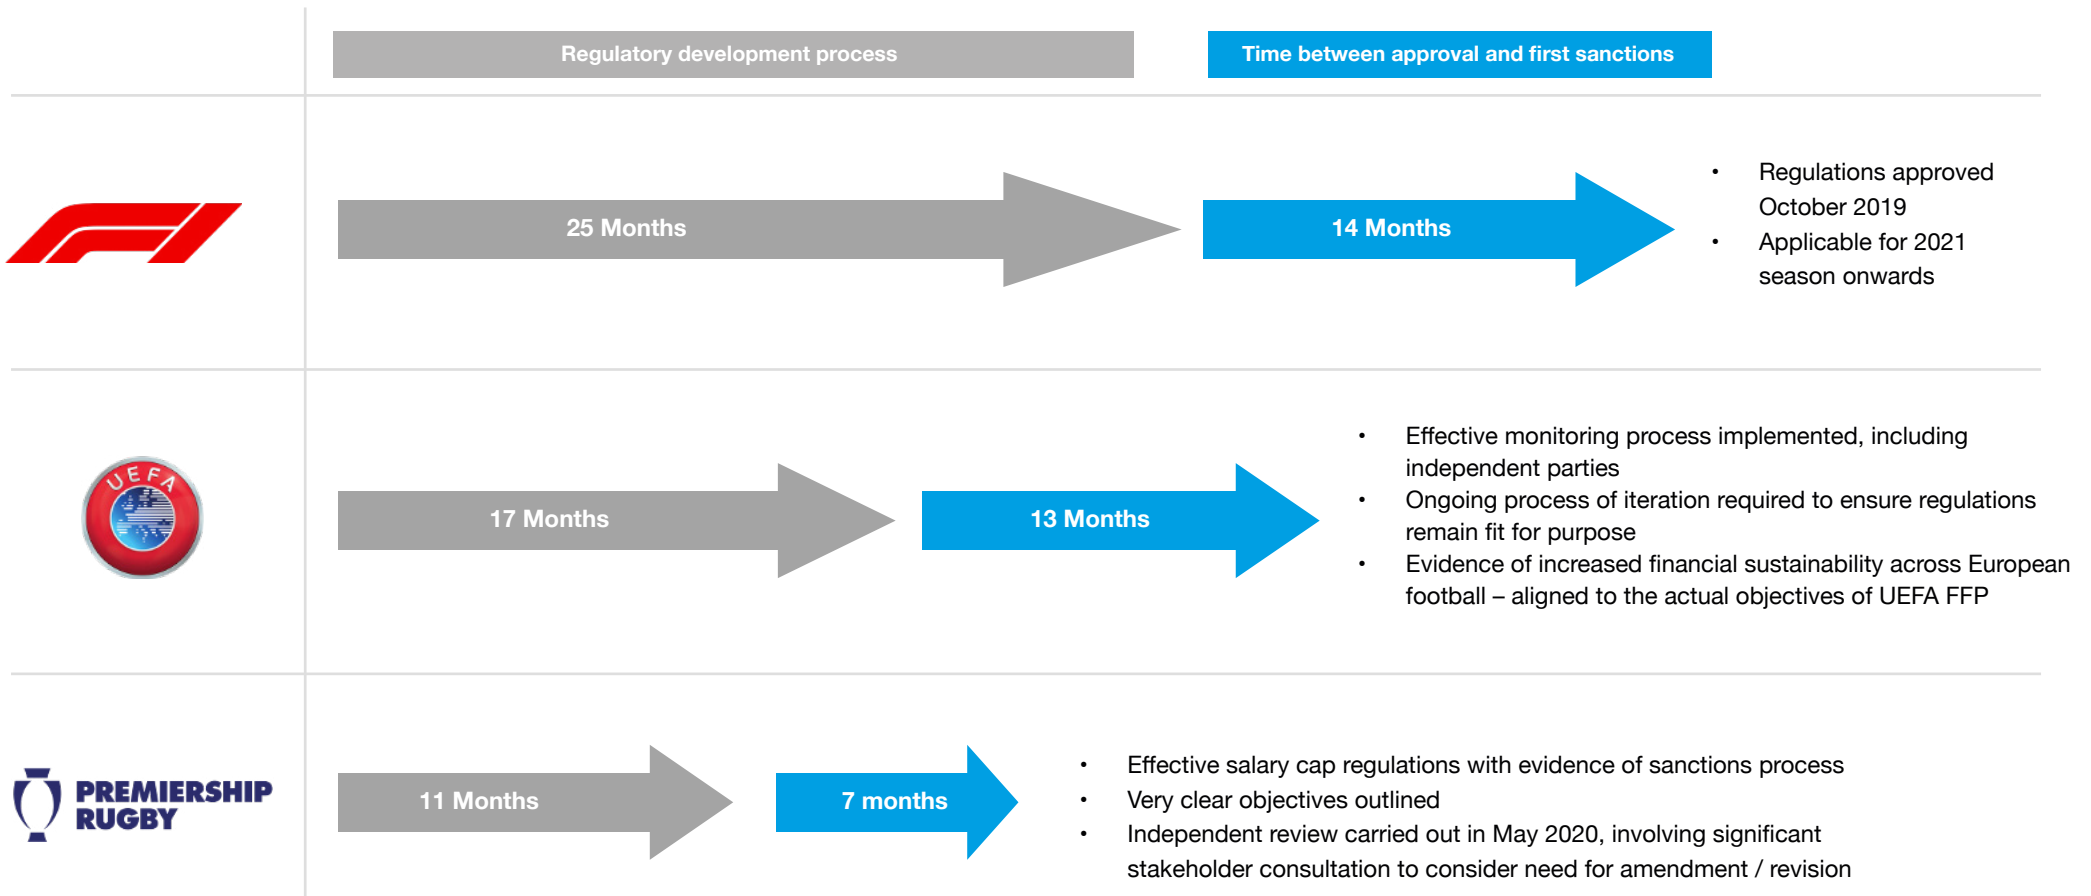 Regulatory development process
Time between approval and first sanctions
F1
25 Months
14 Months
• Regulations approved
October 2019
• Applicable for 2021
season onwards
UEFA
17 Months
13 Months
• Effective monitoring process implemented, including
independent parties
• Ongoing process of iteration required to ensure regulations
remain fit for purpose
• Evidence of increased financial sustainability across European
football – aligned to the actual objectives of UEFA FFP
PREMIERSHIP
RUGBY
11 Months
7 months
• Effective salary cap regulations with evidence of sanctions process
• Very clear objectives outlined
• Independent review carried out in May 2020, involving significant
stakeholder consultation to consider need for amendment / revision